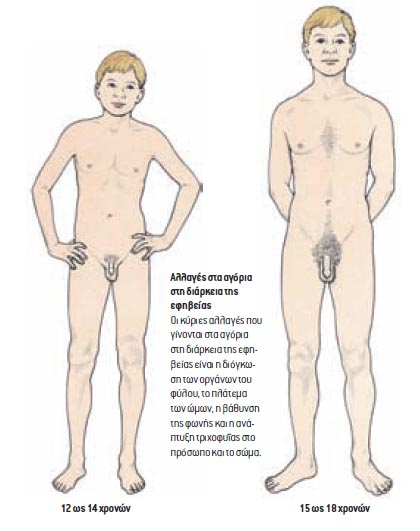 Αλλαγές στα αγόρια
στη διάρκεια της
εφηβείας
Οι κύριες αλλαγές που
γίνονται στα αγόρια
στη διάρκεια της εφη-
βείας είναι η διόγκω-
ση των οργάνων του
φύλου, το πλάτεμα
των ώμων, η βάθυνση
της φωνής και η ανά-
πτυξη τριχοφυΐας στο
πρόσωπο και το σώμα.
12 ως 14 χρονών
15 ως 18 χρονών